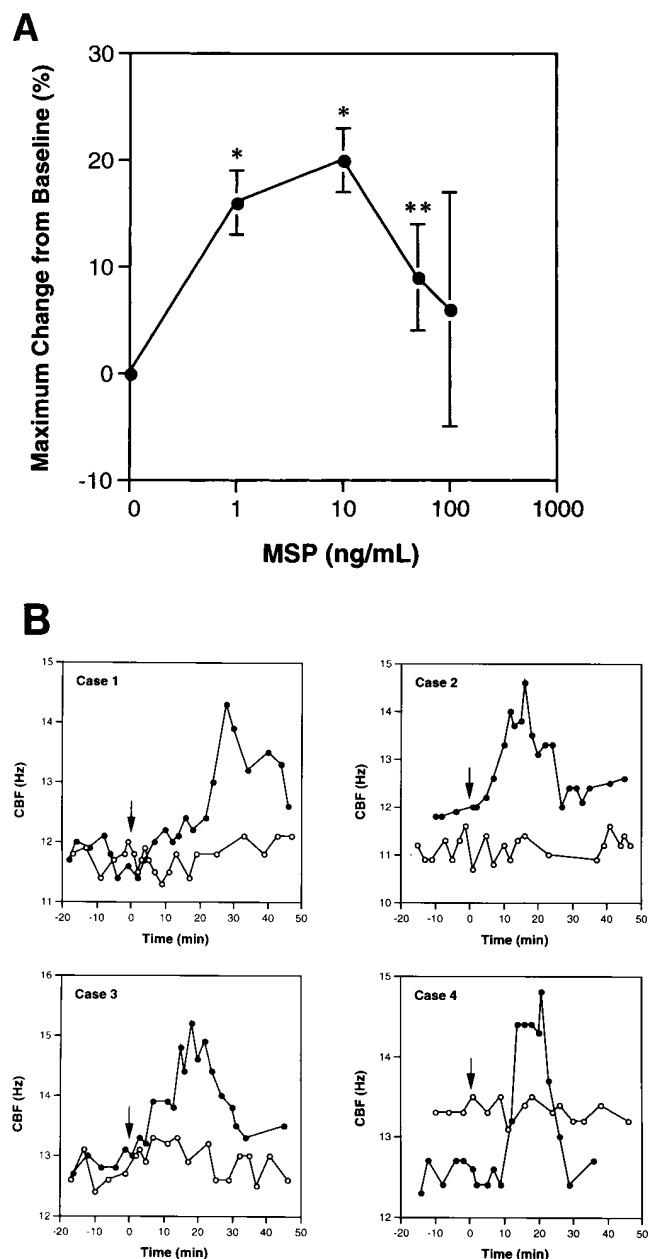 A
Maximum Change from Baseline (%)
30
20
10
0
-10
*
*
**
0 1 10 100 1000
MSP (ng/mL)
B
Case 1
CBF (Hz)
15
14
13
12
11
-20 -10 0 10 20 30 40 50
Time (min)
Case 2
CBF (Hz)
15
14
13
12
11
10
-20 -10 0 10 20 30 40 50
Time (min)
Case 3
CBF (Hz)
16
15
14
13
12
-20 -10 0 10 20 30 40 50
Time (min)
Case 4
CBF (Hz)
15
14
13
12
-20 -10 0 10 20 30 40 50
Time (min)